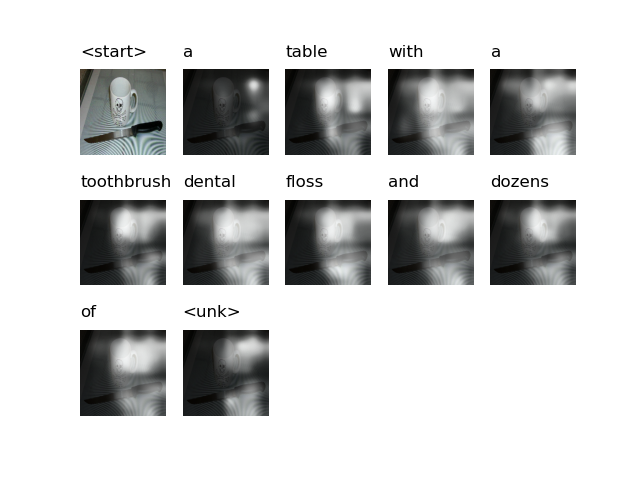 <start> a table with a
toothbrush dental floss and dozens
of <unk>